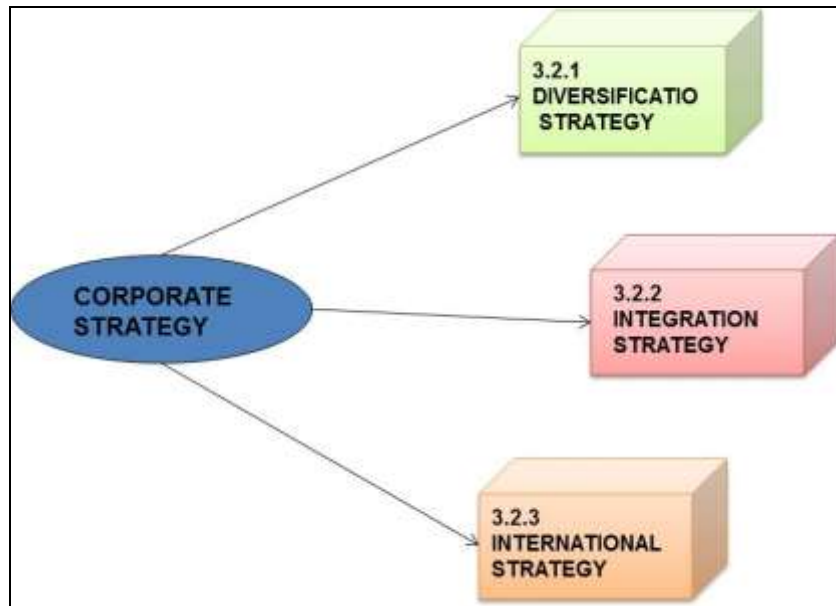 3.2.1
DIVERSIFICATIO
STRATEGY
CORPORATE
STRATEGY
3.2.2
INTEGRATION
STRATEGY
3.2.3
INTERNATIONAL
STRATEGY